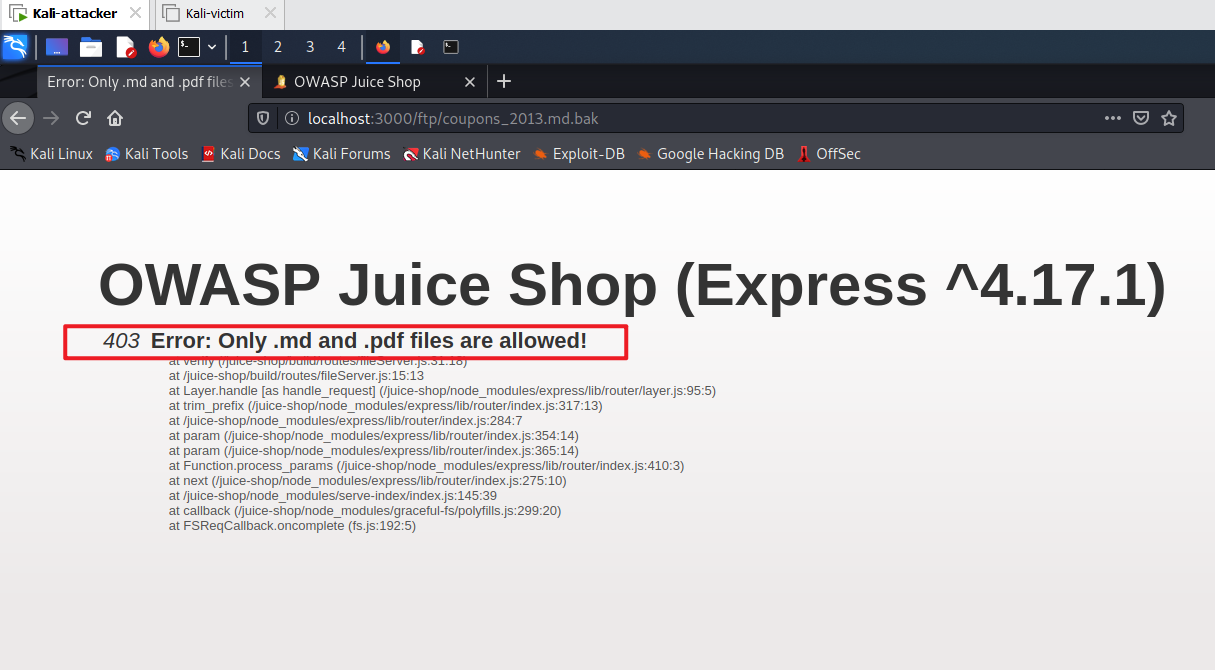 Kali-attacker Kali-victim
1 2 3 4
Error: Only .md and .pdf files OWASP Juice Shop
localhost:3000/ftp/coupons_2013.md.bak
Kali Linux Kali Tools Kali Docs Kali Forums Kali NetHunter Exploit-DB Google Hacking DB OffSec
OWASP Juice Shop (Express ^4.17.1)
403 Error: Only .md and .pdf files are allowed!
at verify (/juice-shop/build/routes/fileServer.js:31:18)
at /juice-shop/build/routes/fileServer.js:15:13
at Layer.handle [as handle_request] (/juice-shop/node_modules/express/lib/router/layer.js:95:5)
at trim_prefix (/juice-shop/node_modules/express/lib/router/index.js:317:13)
at /juice-shop/node_modules/express/lib/router/index.js:284:7
at param (/juice-shop/node_modules/express/lib/router/index.js:354:14)
at param (/juice-shop/node_modules/express/lib/router/index.js:365:14)
at Function.process_params (/juice-shop/node_modules/express/lib/router/index.js:410:3)
at next (/juice-shop/node_modules/express/lib/router/index.js:275:10)
at /juice-shop/node_modules/serve-index/index.js:145:39
at callback (/juice-shop/node_modules/graceful-fs/polyfills.js:299:20)
at FSReqCallback.oncomplete (fs.js:192:5)